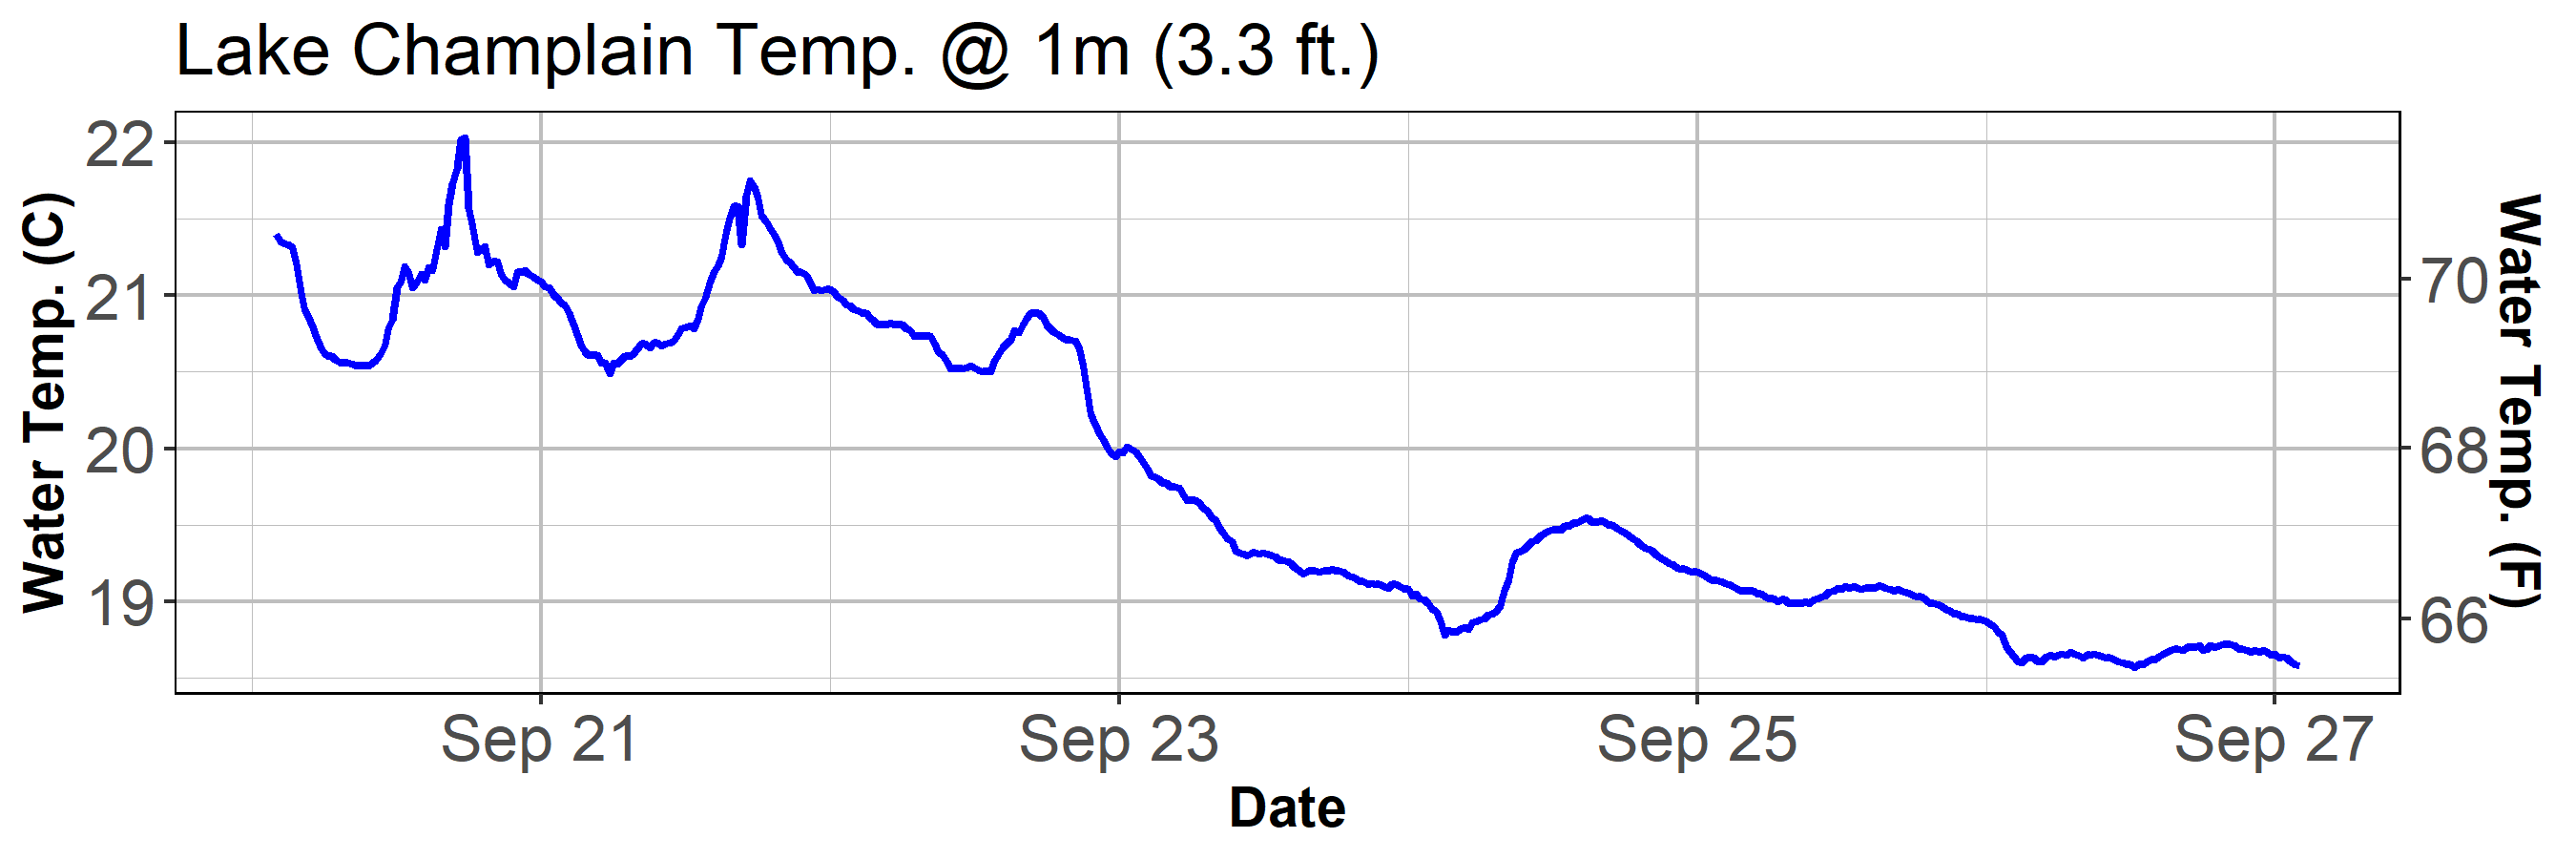 Lake Champlain Temp. @ 1m (3.3 ft.)
Water Temp. (C)
22
21
20
19
70
68
66
Water Temp. (F)
Sep 21
Sep 23
Sep 25
Sep 27
Date